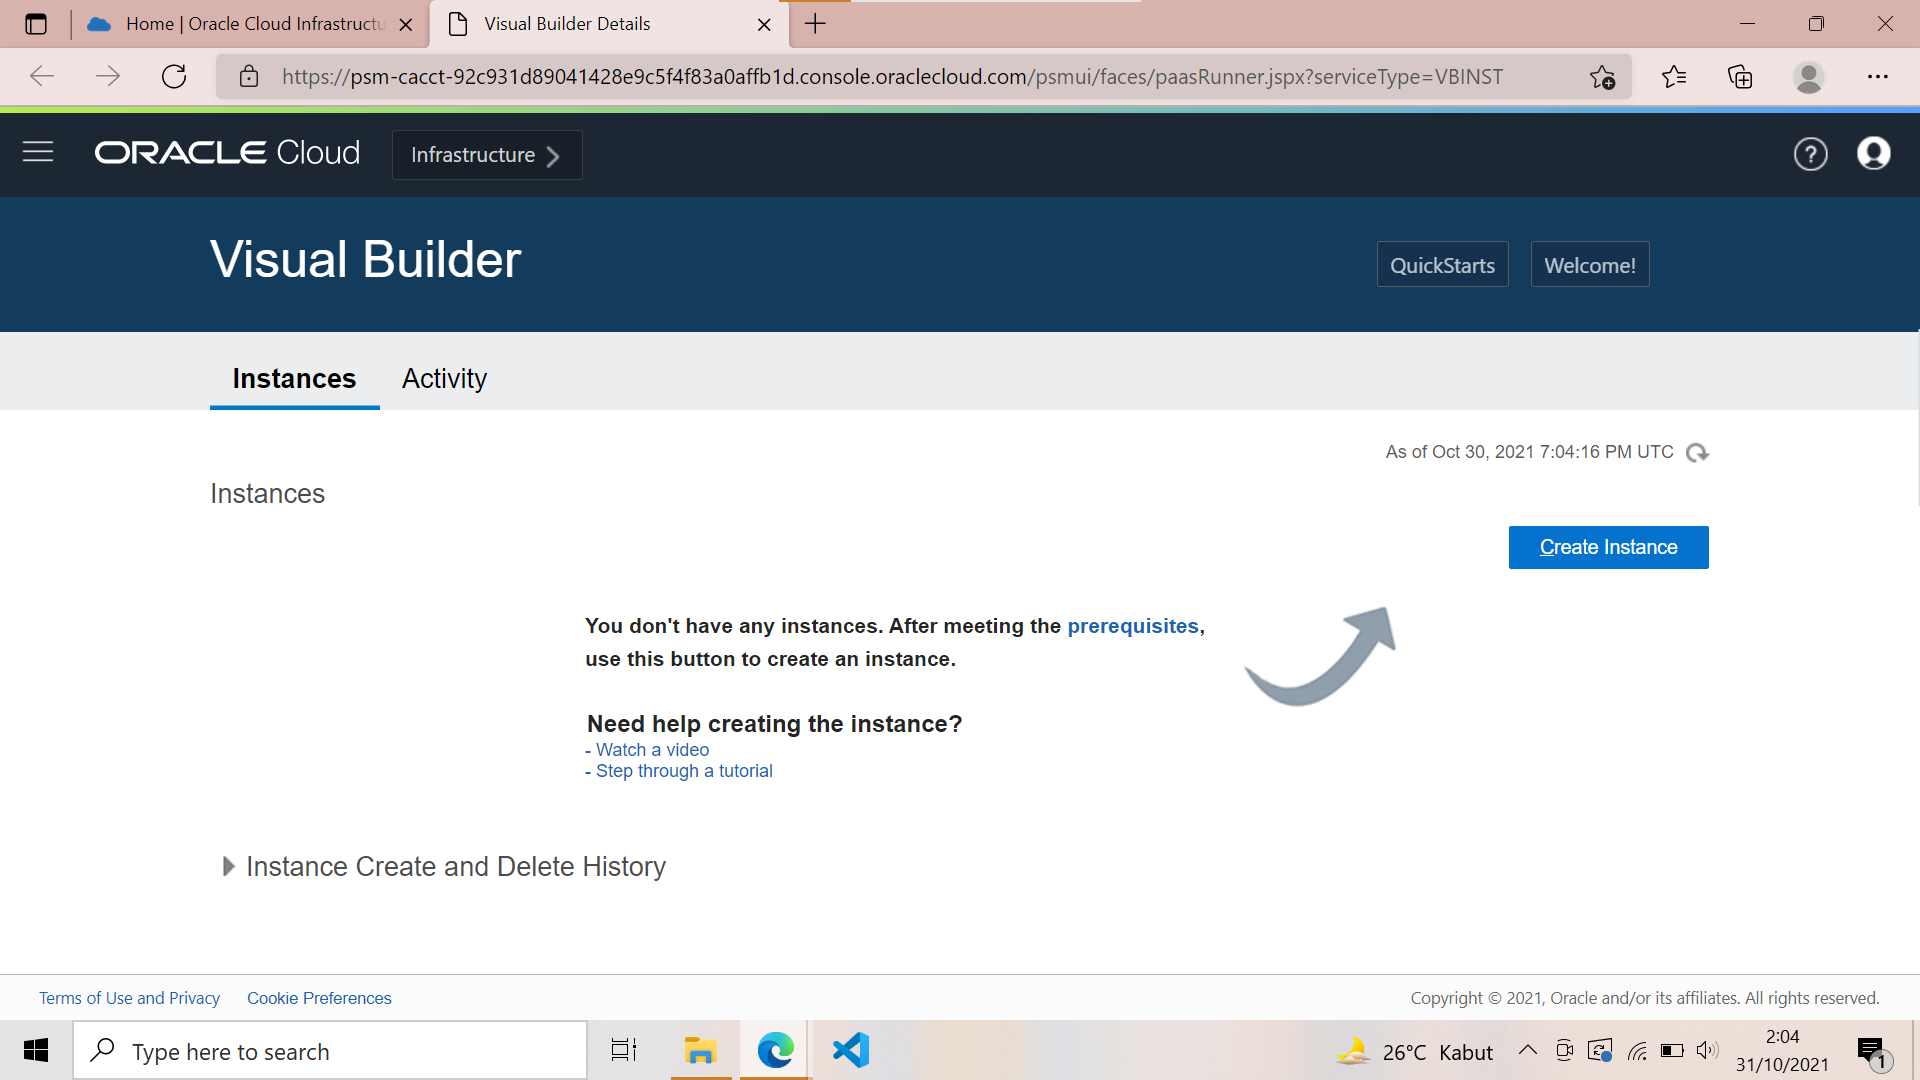 Home | Oracle Cloud Infrastructu
Visual Builder Details
https://psm-cacct-92c931d89041428e9c5f4f83a0affb1d.console.oraclecloud.com/psmui/faces/paasRunner.jspx?serviceType=VBINST
ORACLE Cloud
Infrastructure
Visual Builder
QuickStarts
Welcome!
Instances
Activity
As of Oct 30, 2021 7:04:16 PM UTC
Instances
Create Instance
You don't have any instances. After meeting the prerequisites,
use this button to create an instance.
Need help creating the instance?
- Watch a video
- Step through a tutorial
Instance Create and Delete History
Terms of Use and Privacy
Cookie Preferences
Copyright © 2021, Oracle and/or its affiliates. All rights reserved.
Type here to search
26°C Kabut
2:04
31/10/2021
1